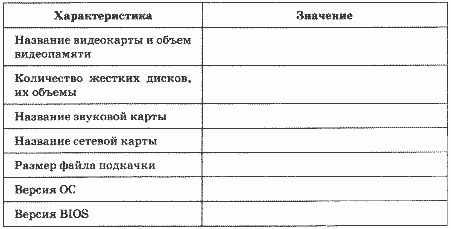 Характеристика
Значение
Название видеокарты и объем
видеопамяти
Количество жестких дисков,
их объемы
Название звуковой карты
Название сетевой карты
Размер файла подкачки
Версия ОС
Версия BIOS